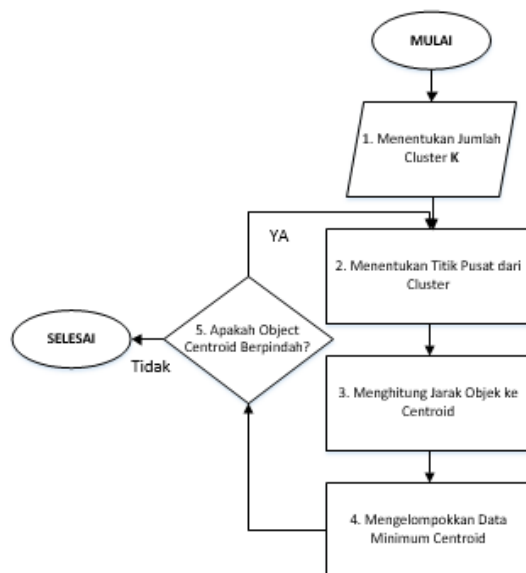 MULAI
1. Menentukan Jumlah
Cluster K
YA
2. Menentukan Titik Pusat dari
Cluster
5. Apakah Object
Centroid Berpindah?
SELESAI
Tidak
3. Menghitung Jarak Objek ke
Centroid
4. Mengelompokkan Data
Minimum Centroid